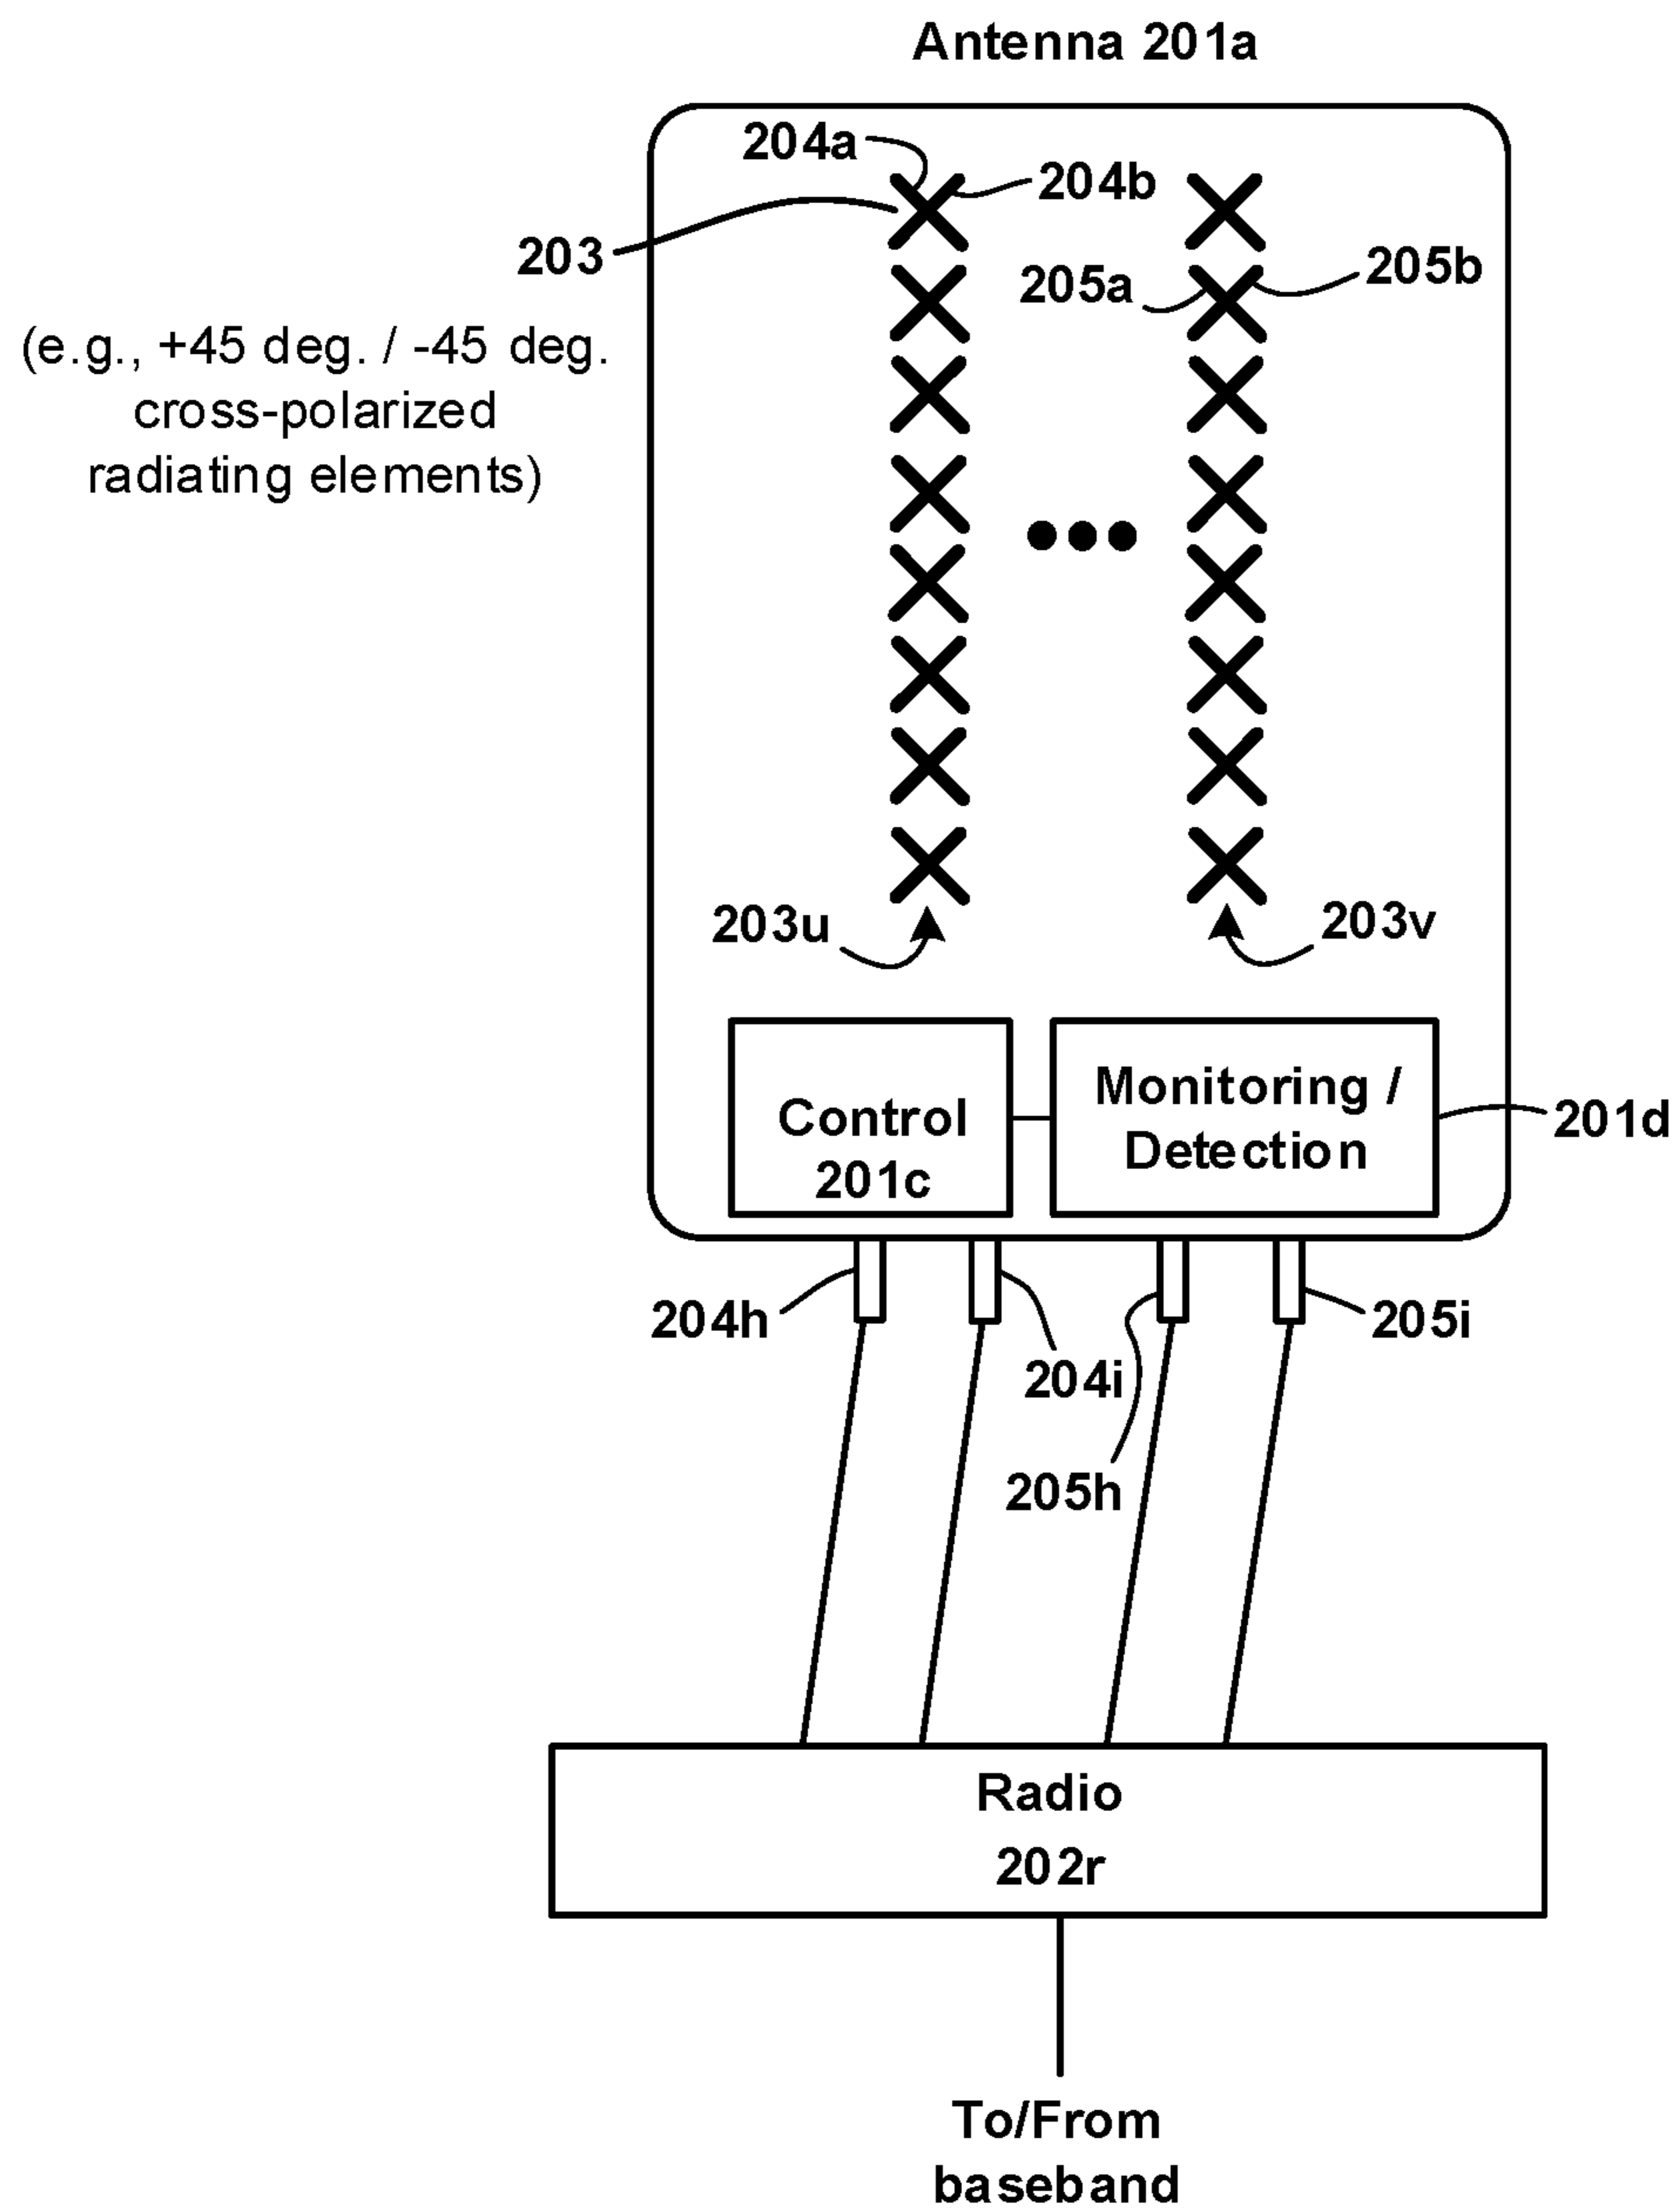 Antenna 201a
204a
204b
203
205a
205b
(e.g., +45 deg. / -45 deg.
cross-polarized
radiating elements)
203u
203v
Control
201c
Monitoring /
Detection
201d
204h
204i
205h
205i
Radio
202r
To/From
baseband